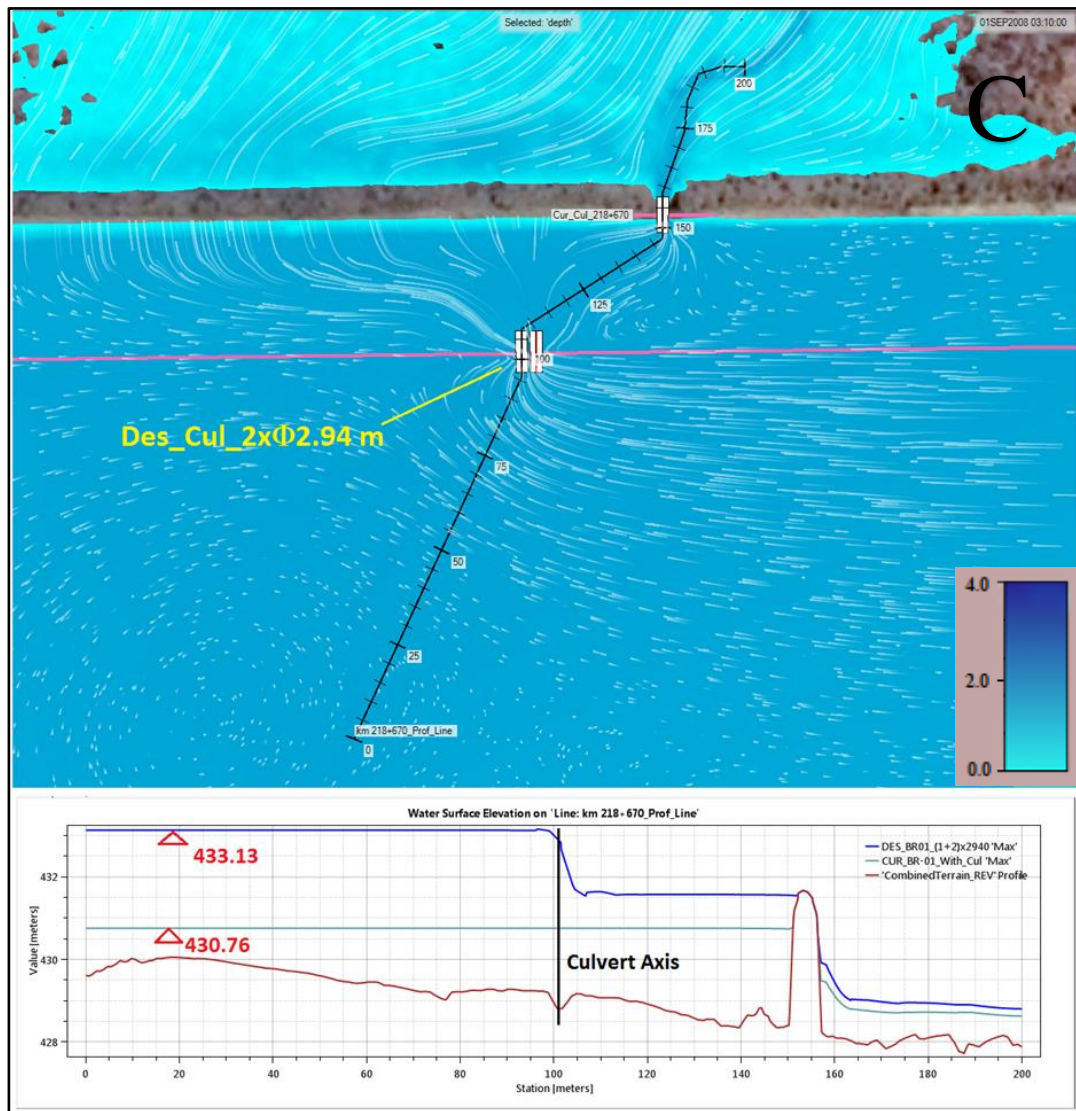 Selected: 'depth'
01SEP2008 03:10:00
C
200
175
Cur_Cul_218+670
150
125
100
Des_Cul_2xΦ2.94 m
75
50
25
km 218+670_Prof_Line
0
4.0
2.0
0.0
Water Surface Elevation on 'Line: km 218+670_Prof_Line'
433.13
DES_BR01_(1+2)x2940 'Max'
CUR_BR-01_With_Cul 'Max'
'CombinedTerrain_REV' Profile
432
430.76
430
Culvert Axis
428
Value [meters]
0 20 40 60 80 100 120 140 160 180 200
Station [meters]